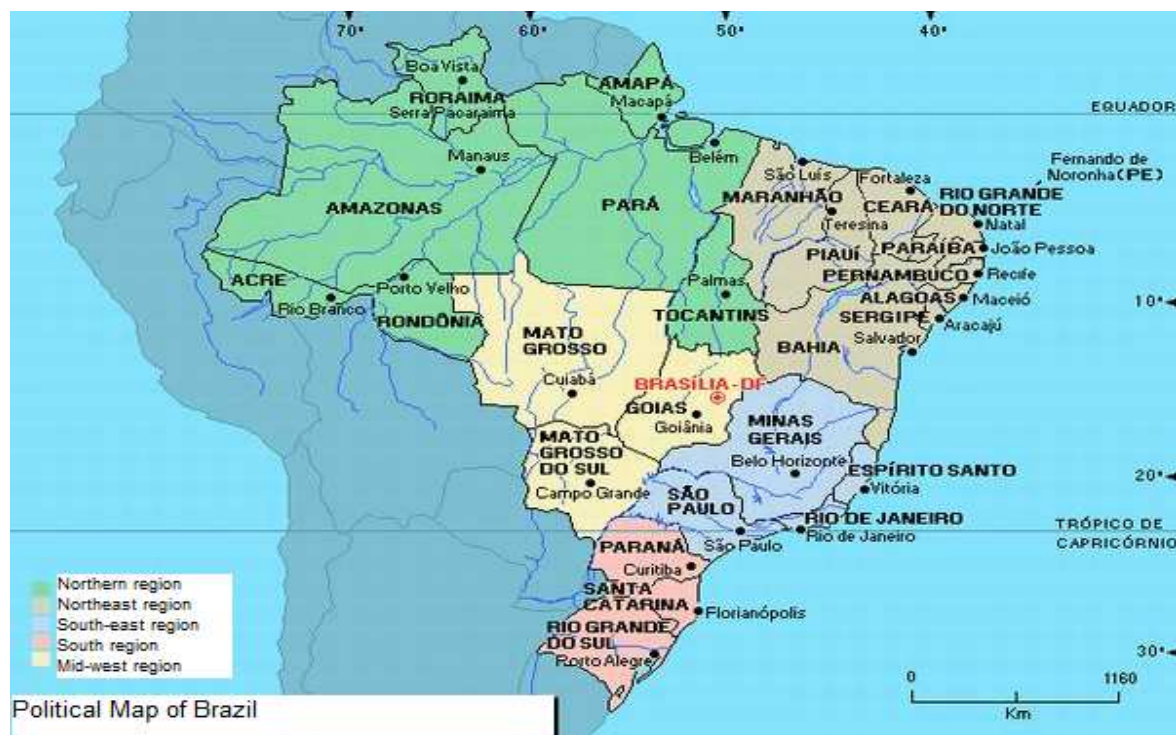 70°
60°
50°
40°
Boa Vista
RORAIMA
Serra Pacaraima
AMAPÁ
Macapá
EQUADOR
Manaus
Belém
São Luís
Fortaleza
Fernando de
Noronha(PE)
AMAZONAS
PARÁ
MARANHÃO
Teresina
CEARÁ
RIO GRANDE
DO NORTE
Natal
PIAUÍ
PARAÍBA
João Pessoa
PERNAMBUCO
Recife
ACRE
Rio Branco
Porto Velho
RONDÔNIA
Palmas
TOCANTINS
ALAGOAS
Maceió
SERGIPE
Aracajú
10°
MATO
GROSSO
Cuiabá
BAHIA
Salvador
BRASÍLIA - DF
GOIAS
Goiânia
MINAS
GERAIS
Belo Horizonte
MATO
GROSSO
DO SUL
Campo Grande
ESPÍRITO SANTO
Vitória
20°
SÃO
PAULO
São Paulo
RIO DE JANEIRO
Rio de Janeiro
TRÓPICO DE
CAPRICÓRNIO
PARANÁ
Curitiba
SANTA
CATARINA
Florianópolis
RIO GRANDE
DO SUL
Porto Alegre
30°
Northern region
Northeast region
South-east region
South region
Mid-west region
0
1160
Km
Political Map of Brazil